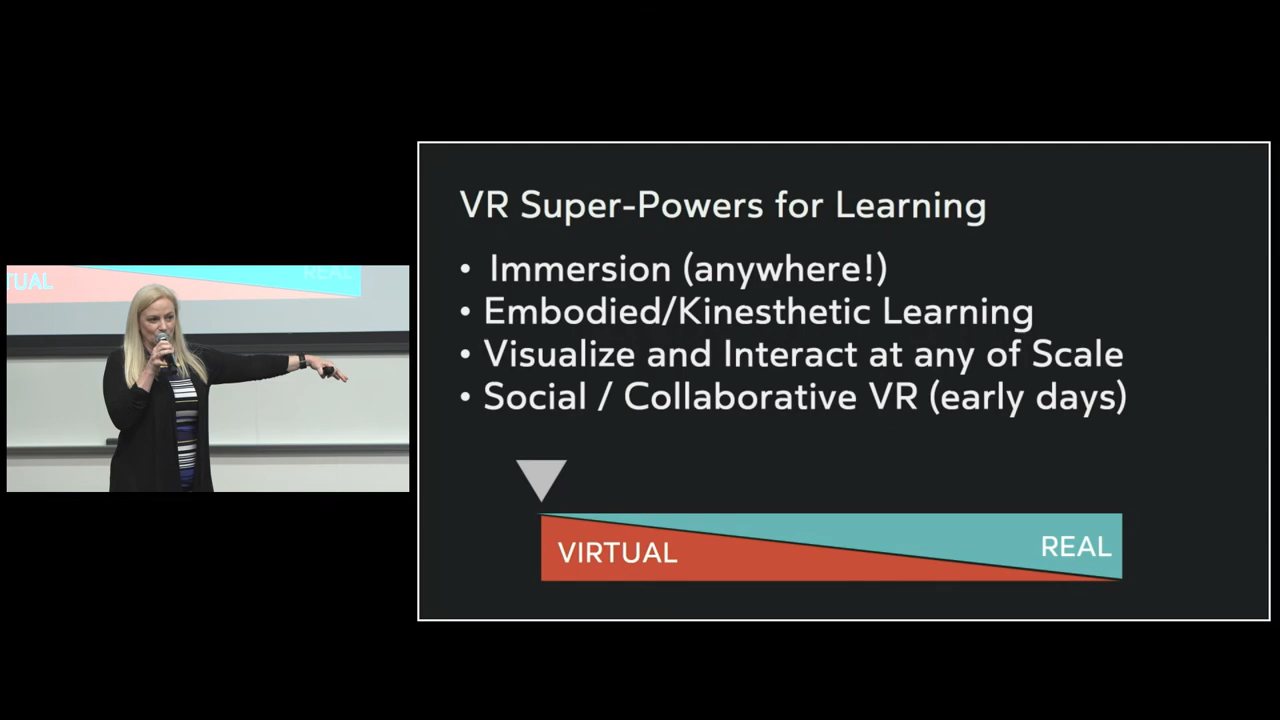 VR Super-Powers for Learning
• Immersion (anywhere!)
• Embodied/Kinesthetic Learning
• Visualize and Interact at any of Scale
• Social / Collaborative VR (early days)
VIRTUAL
REAL
TUAL
REAL